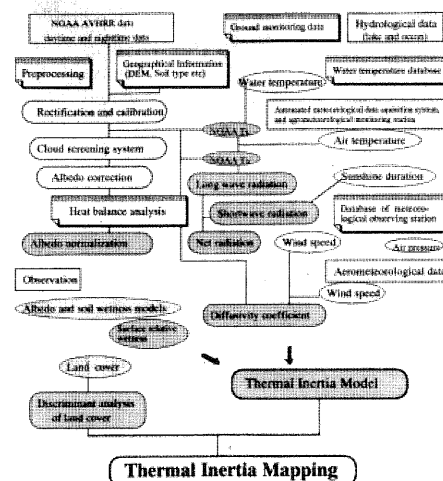 NOAA AVHRR data
daytime and nighttime data
Ground monitoring data
Hydrological data
(lake and ocean)
Preprocessing
Geographical Information
(DEM, Soil type etc)
Water temperature
Water temperature database
Rectification and calibration
Automated meteorological data acquisition system,
and agrometeorological monitoring station
NOAA
Cloud screening system
NOAA
Air temperature
Albedo correction
Long wave radiation
Sunshine duration
Heat balance analysis
Shortwave radiation
Database of meteoro-
logical observing station
Albedo normalization
Net radiation
Wind speed
Air pressure
Observation
Aerometeorological data
Wind speed
Albedo and soil wetness models
Surface relative
wetness
Diffusivity coefficient
Land cover
Thermal Inertia Model
Discriminant analysis
of land cover
Thermal Inertia Mapping